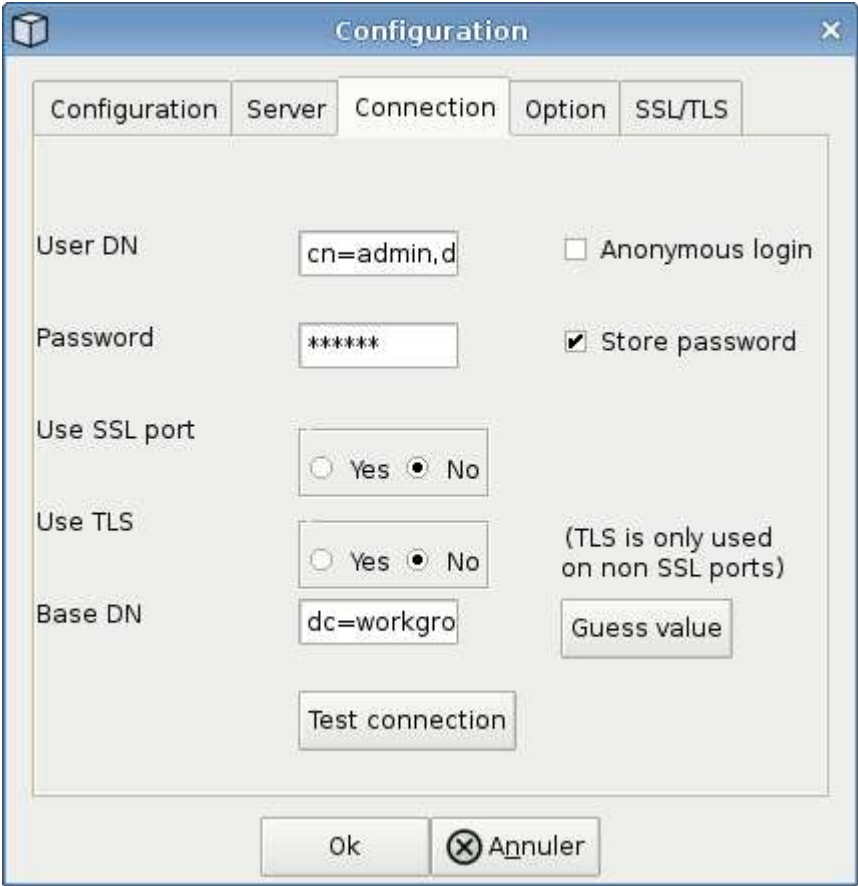 Configuration
Configuration Server Connection Option SSL/TLS
User DN cn=admin,d Anonymous login
Password ****** Store password
Use SSL port
Yes No
Use TLS
(TLS is only used
Yes No
on non SSL ports)
Base DN dc=workgro Guess value
Test connection
Ok Annuler